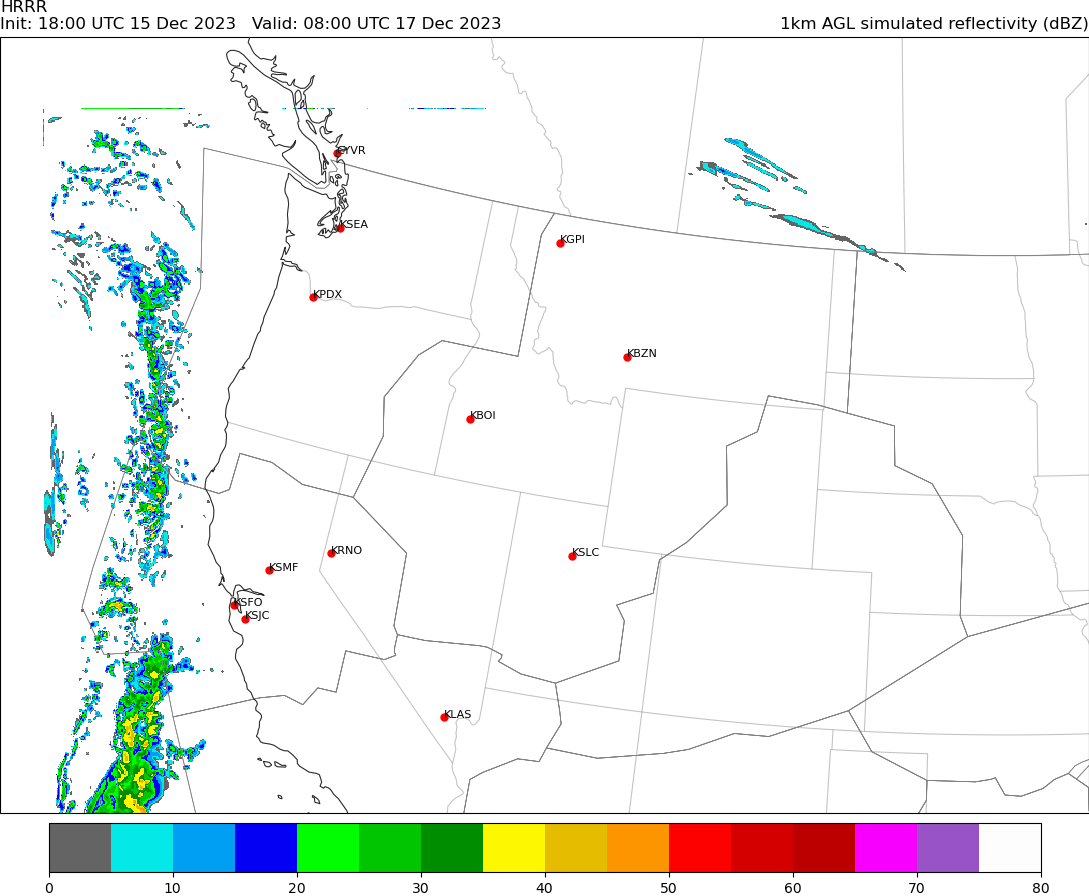 HRRR
Init: 18:00 UTC 15 Dec 2023   Valid: 08:00 UTC 17 Dec 2023   1km AGL simulated reflectivity (dBZ)
CYVR
KSEA
KGPI
KPDX
KBZN
KBOI
KRNO
KSLC
KSMF
KSFO
KSJC
KLAS
0 10 20 30 40 50 60 70 80